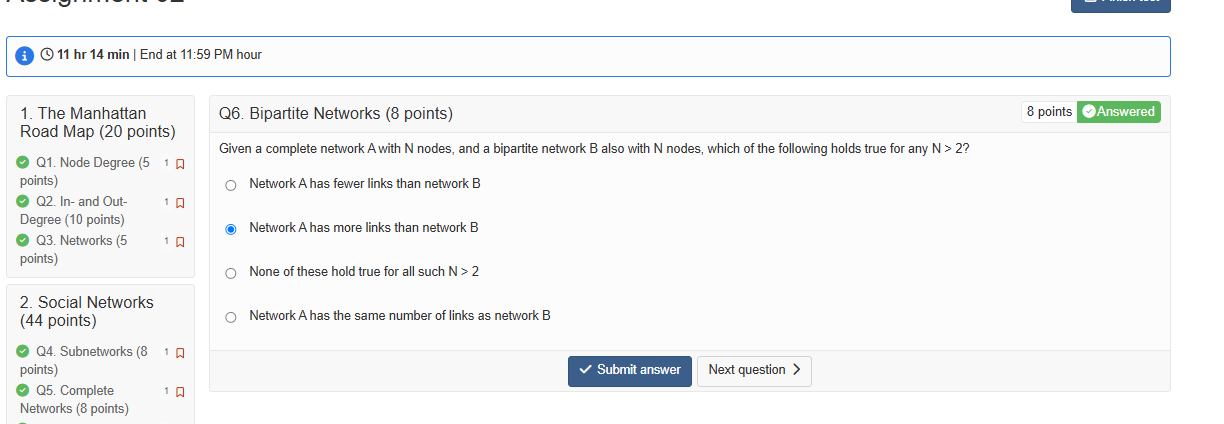 11 hr 14 min | End at 11:59 PM hour
1. The Manhattan
Road Map (20 points)
Q1. Node Degree (5
points)
1
Q2. In- and Out-
Degree (10 points)
1
Q3. Networks (5
points)
1
2. Social Networks
(44 points)
Q4. Subnetworks (8
points)
1
Q5. Complete
Networks (8 points)
1
Q6. Bipartite Networks (8 points)
8 points Answered
Given a complete network A with N nodes, and a bipartite network B also with N nodes, which of the following holds true for any N > 2?
Network A has fewer links than network B
Network A has more links than network B
None of these hold true for all such N > 2
Network A has the same number of links as network B
Submit answer
Next question